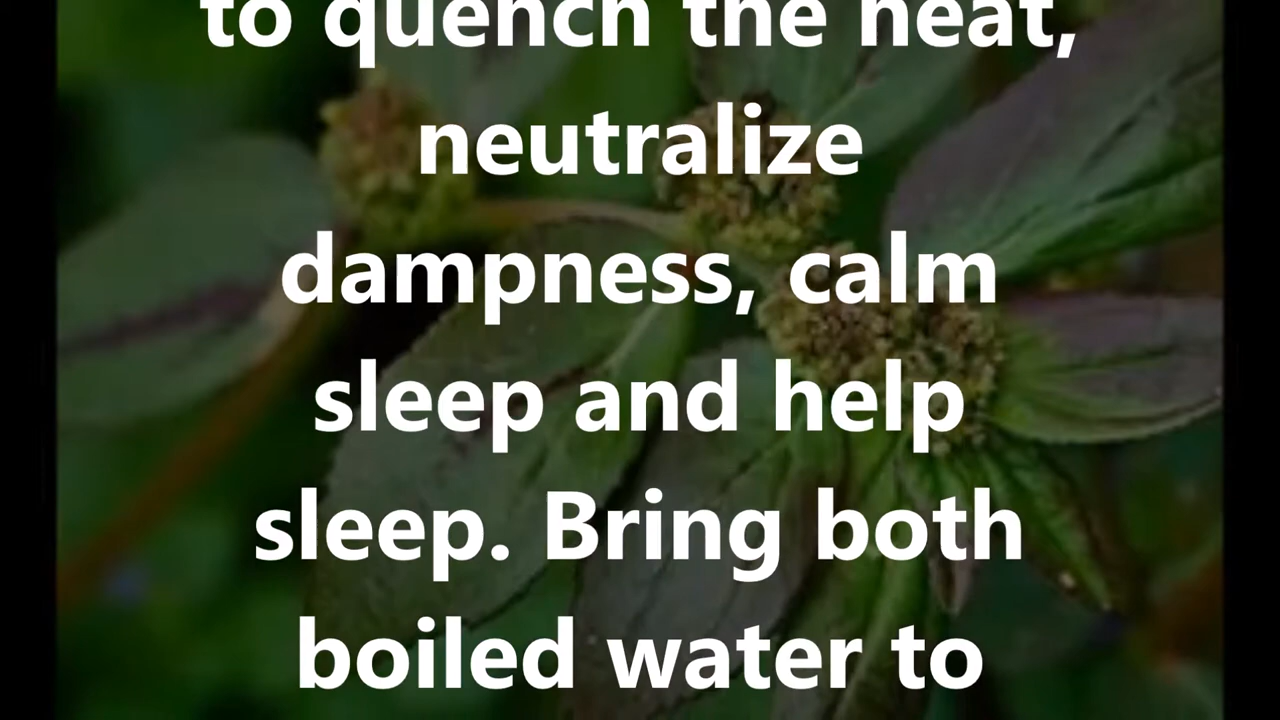 to quench the heat,
neutralize
dampness, calm
sleep and help
sleep. Bring both
boiled water to